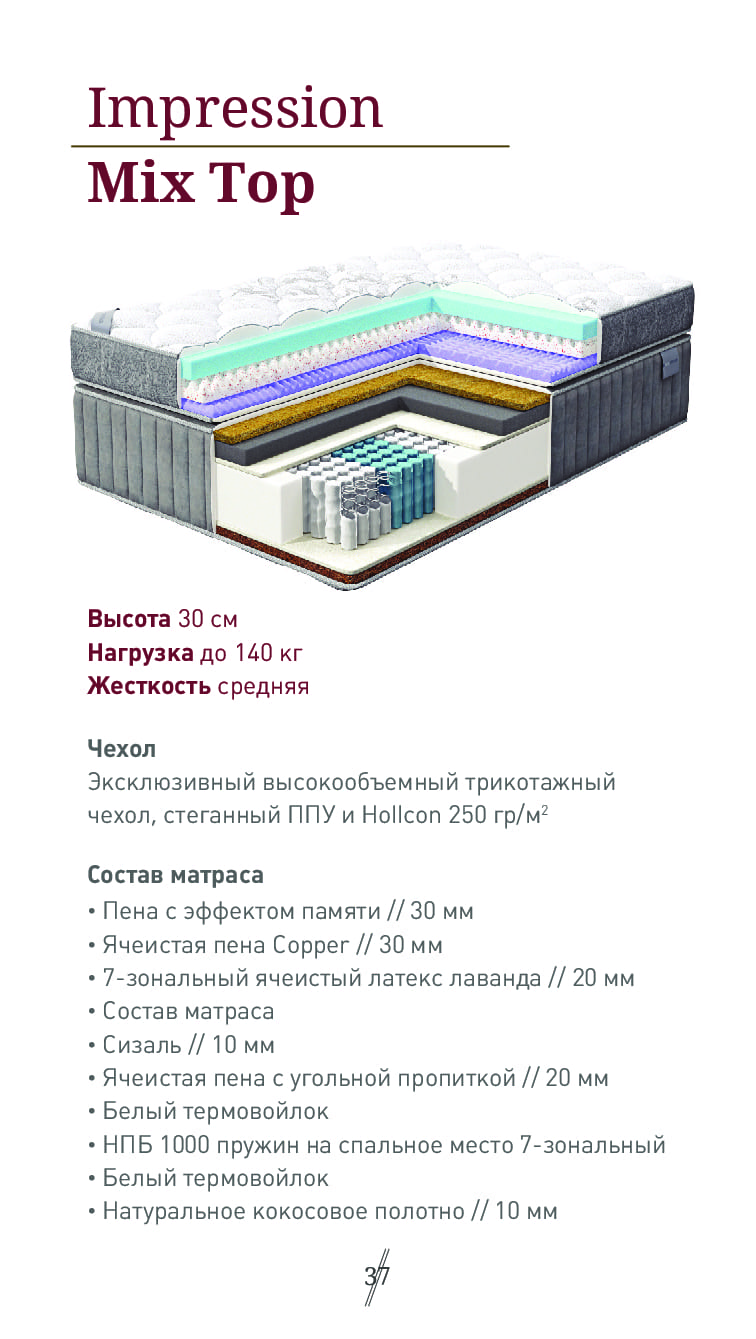 Impression
Mix Top
Высота 30 см
Нагрузка до 140 кг
Жесткость средняя
Чехол
Эксклюзивный высокообъемный трикотажный
чехол, стеганный ППУ и Hollcon 250 гр/м²
Состав матраса
• Пена с эффектом памяти // 30 мм
• Ячеистая пена Copper // 30 мм
• 7-зональный ячеистый латекс лаванда // 20 мм
• Состав матраса
• Сизаль // 10 мм
• Ячеистая пена с угольной пропиткой // 20 мм
• Белый термовойлок
• НПБ 1000 пружин на спальное место 7-зональный
• Белый термовойлок
• Натуральное кокосовое полотно // 10 мм
37